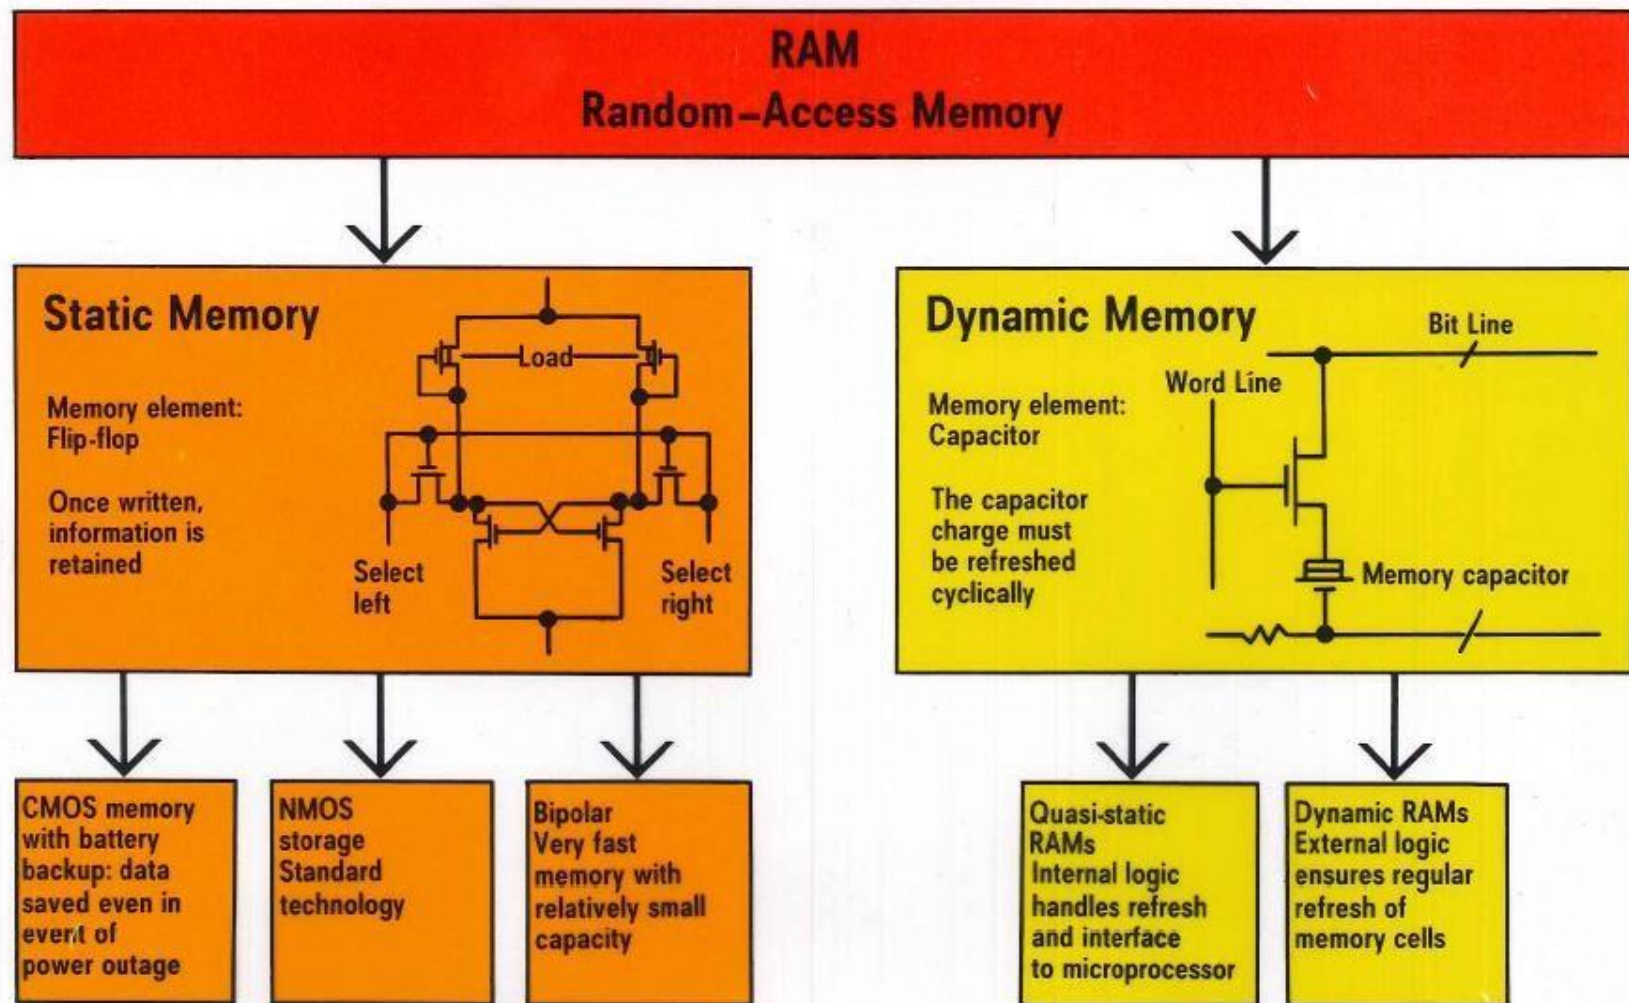 RAM
Random-Access Memory
Static Memory
Load
Memory element:
Flip-flop
Once written,
information is
retained
Select
left
Select
right
Dynamic Memory
Bit Line
Word Line
Memory element:
Capacitor
The capacitor
charge must
be refreshed
cyclically
Memory capacitor
CMOS memory
with battery
backup: data
saved even in
event of
power outage
NMOS
storage
Standard
technology
Bipolar
Very fast
memory with
relatively small
capacity
Quasi-static
RAMs
Internal logic
handles refresh
and interface
to microprocessor
Dynamic RAMs
External logic
ensures regular
refresh of
memory cells